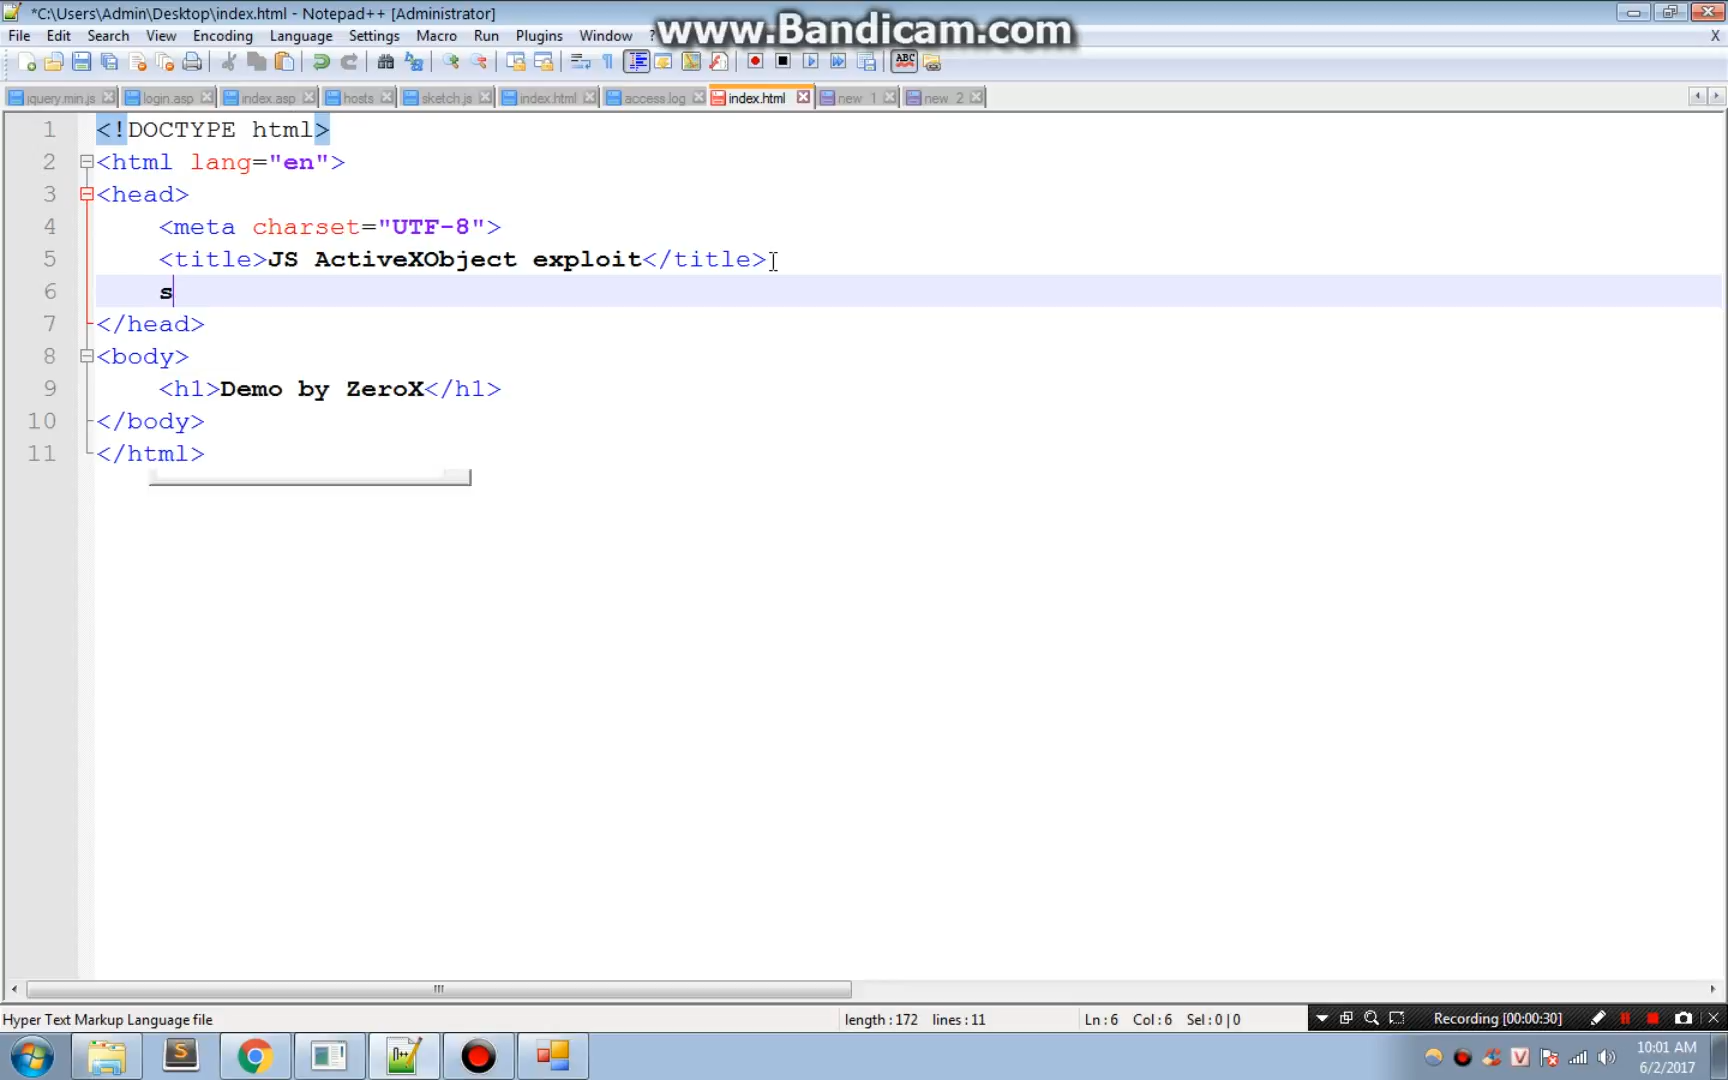 *C:\Users\Admin\Desktop\index.html - Notepad++ [Administrator]
www.Bandicam.com
File Edit Search View Encoding Language Settings Macro Run Plugins Window ? X
jquery.min.js login.asp index.asp hosts sketch.js index.html access.log index.html new 1 new 2
1 <!DOCTYPE html>
2 <html lang="en">
3 <head>
4 <meta charset="UTF-8">
5 <title>JS ActiveXObject exploit</title>
6 s
7 </head>
8 <body>
9 <h1>Demo by ZeroX</h1>
10 </body>
11 </html>
Hyper Text Markup Language file length : 172 lines : 11 Ln : 6 Col : 6 Sel : 0 | 0 Recording [00:00:30]
10:01 AM
6/2/2017